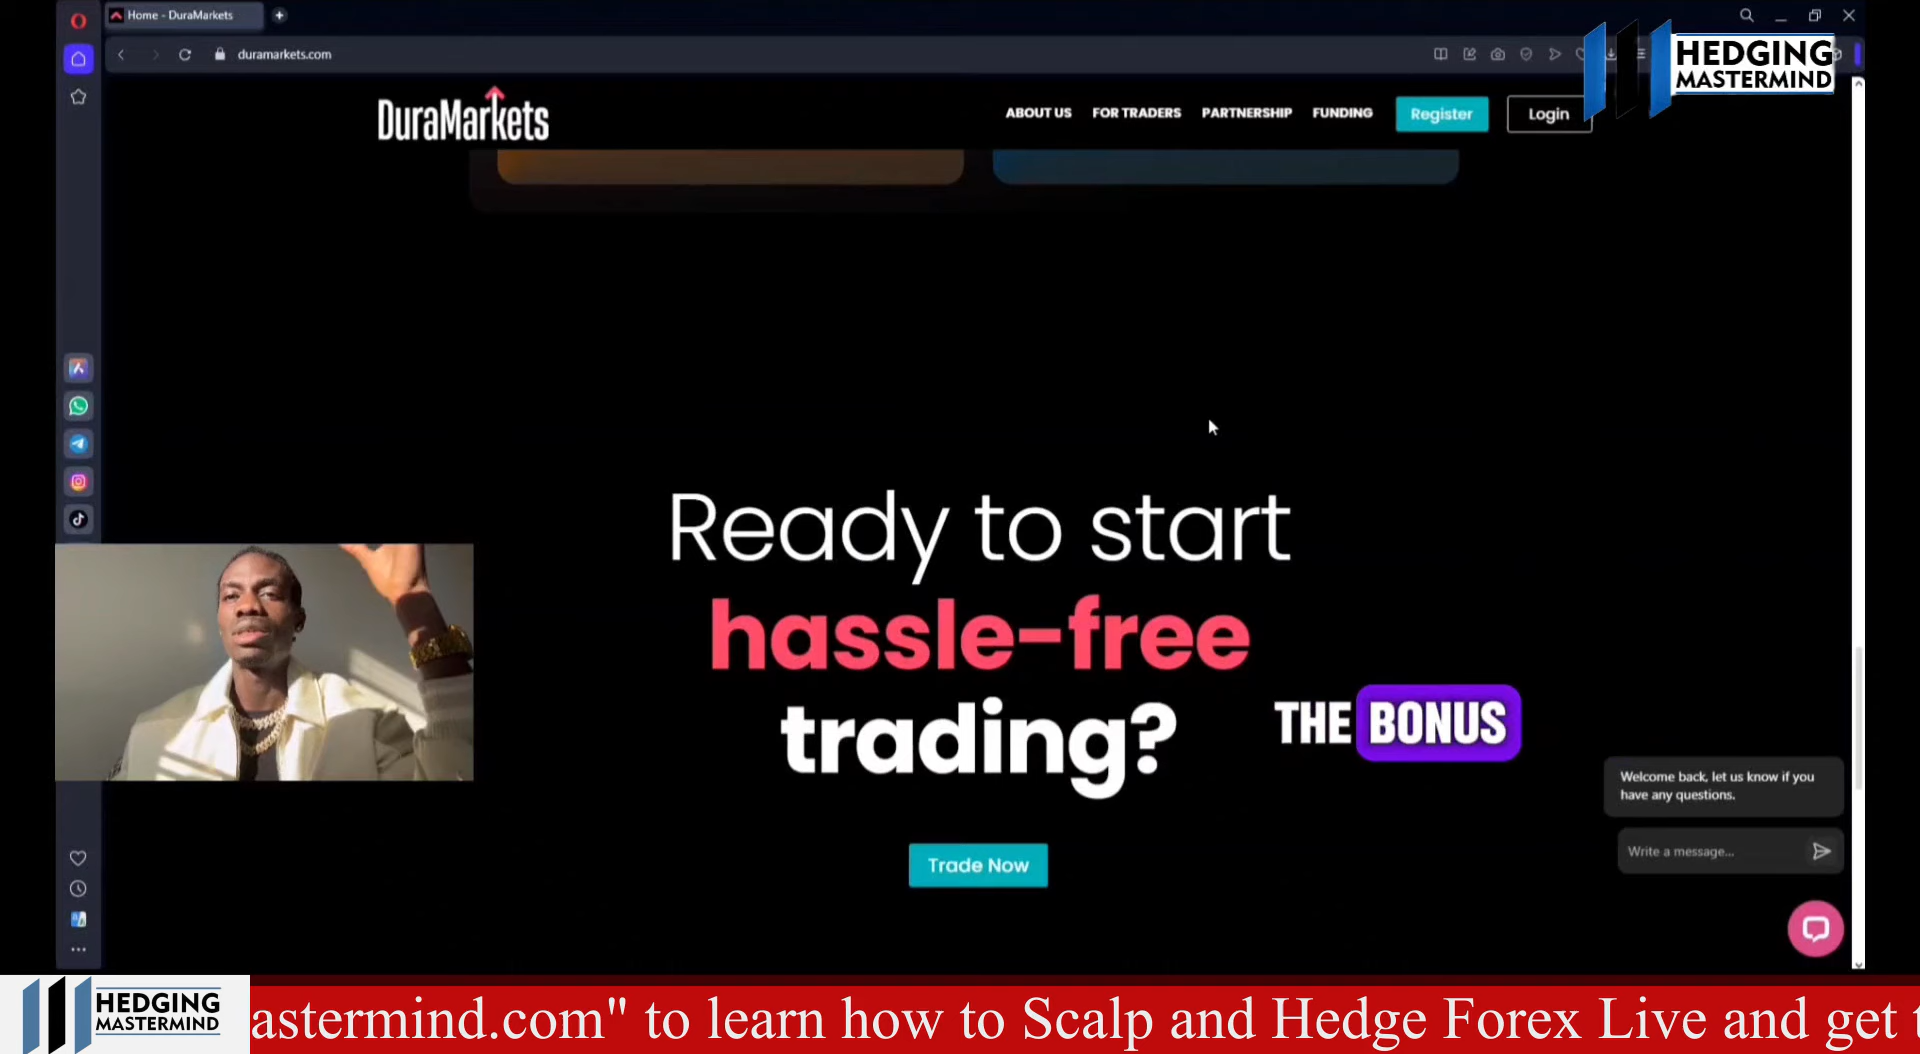 Home - DuraMarkets
duramarkets.com
HEDGING
MASTERMIND
DuraMarkets
ABOUT US FOR TRADERS PARTNERSHIP FUNDING Register Login
Ready to start
hassle-free
trading?
THE BONUS
Trade Now
Welcome back, let us know if you
have any questions.
Write a message...
HEDGING
MASTERMIND
astermind.com" to learn how to Scalp and Hedge Forex Live and get